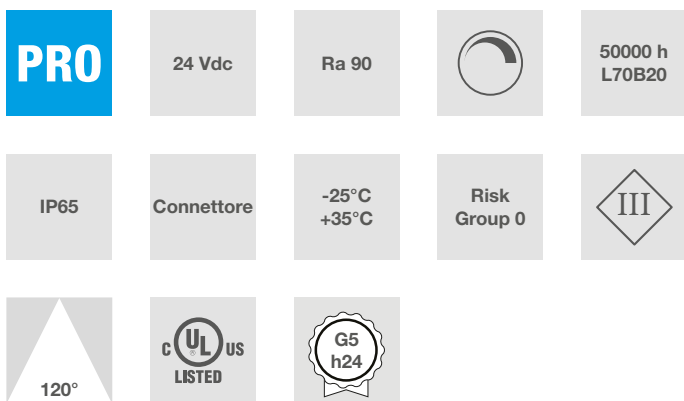 PRO
24 Vdc
Ra 90
50000 h
L70B20
IP65
Connettore
-25°C
+35°C
Risk
Group 0
III
120°
C UL US
®
LISTED
G5
h24